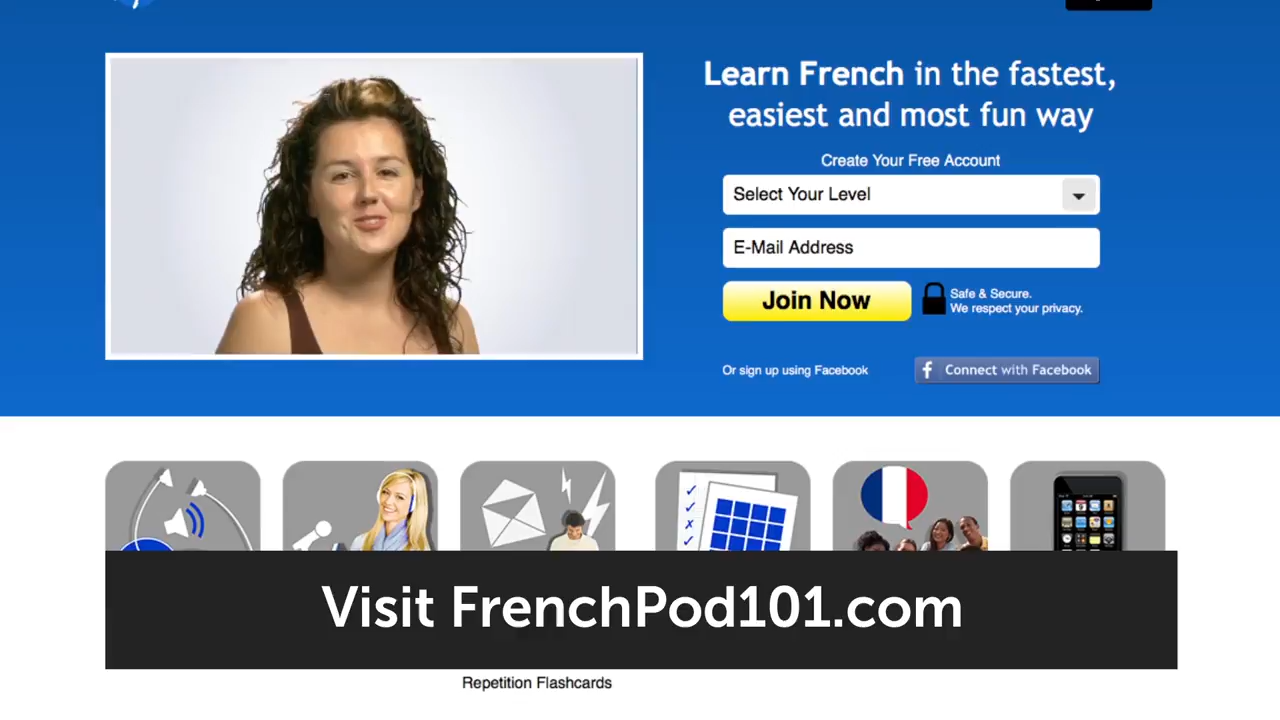 Learn French in the fastest,
easiest and most fun way
Create Your Free Account
Select Your Level
E-Mail Address
Join Now
Safe & Secure.
We respect your privacy.
Or sign up using Facebook
f Connect with Facebook
Visit FrenchPod101.com
Repetition Flashcards